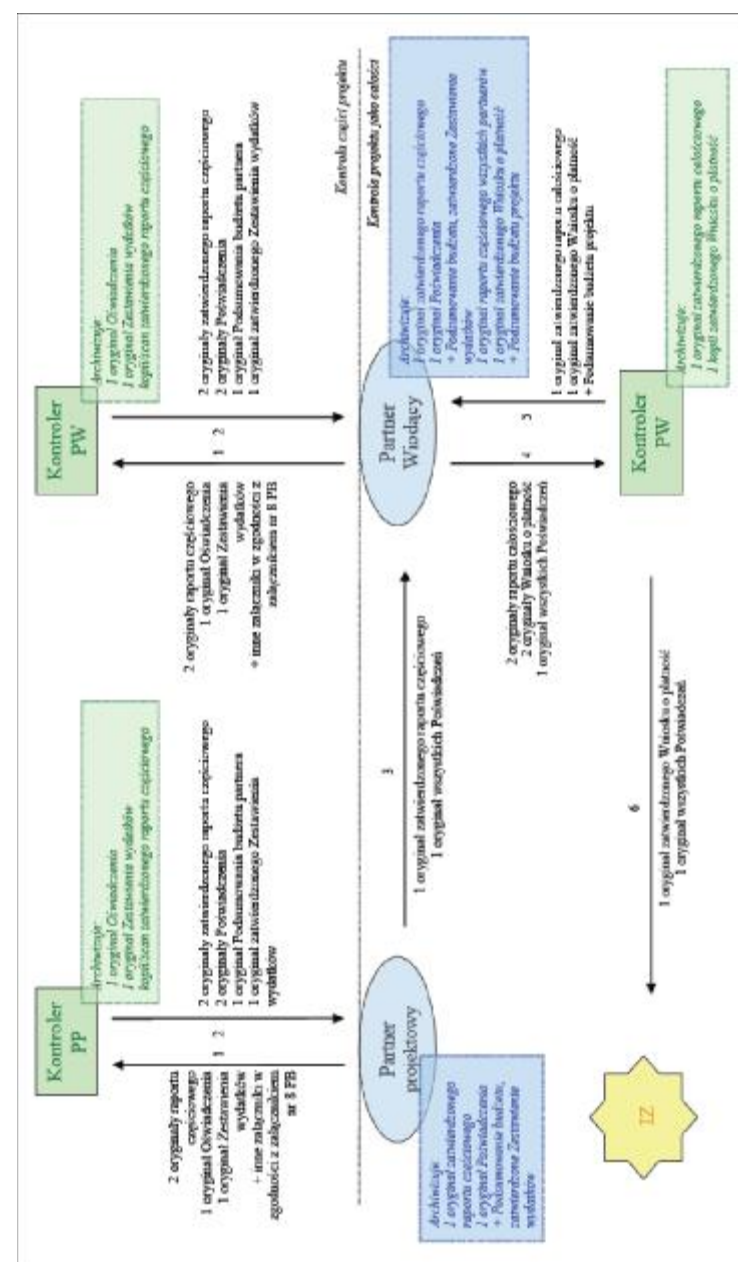 Kontroler
PP
Archiwizuje:
1 oryginał Oświadczenia
1 oryginał Zestawienia wydatków
kopii/scan zatwierdzonego raportu częściowego
2 oryginały raportu
częściowego
1 oryginał Oświadczenia
1 oryginał Zestawienia
wydatków
+ inne załączniki w
zgodności z załącznikiem
nr 8 PB
1
2
2 oryginały zatwierdzonego raportu częściowego
2 oryginały Poświadczenia
1 oryginał Podsumowania budżetu partnera
1 oryginał zatwierdzonego Zestawienia
wydatków
Kontroler
PW
Archiwizuje:
1 oryginał Oświadczenia
1 oryginał Zestawienia wydatków
kopii/scan zatwierdzonego raportu częściowego
2 oryginały raportu częściowego
1 oryginał Oświadczenia
1 oryginał Zestawienia
wydatków
+ inne załączniki w zgodności z
załącznikiem nr 8 PB
1
2
2 oryginały zatwierdzonego raportu częściowego
2 oryginały Poświadczenia
1 oryginał Podsumowania budżetu partnera
1 oryginał zatwierdzonego Zestawienia wydatków
Kontrola części projektu
Kontrola projektu jako całości
Partner
projektowy
Archiwizuje:
1 oryginał zatwierdzonego
raportu częściowego
1 oryginał Poświadczenia
+ Podsumowanie budżetu,
zatwierdzone Zestawienie
wydatków
3
1 oryginał zatwierdzonego raportu częściowego
1 oryginał wszystkich Poświadczeń
Partner
Wiodący
Archiwizuje:
1 oryginał zatwierdzonego raportu częściowego
1 oryginał Poświadczenia
+ Podsumowanie budżetu, zatwierdzone Zestawienie
wydatków
1 oryginał raportu częściowego wszystkich partnerów
1 oryginał zatwierdzonego Wniosku o płatność
+ Podsumowanie budżetu projektu
2 oryginały raportu całościowego
2 oryginały Wniosku o płatność
1 oryginał wszystkich Poświadczeń
4
5
1 oryginał zatwierdzonego raportu całościowego
1 oryginał zatwierdzonego Wniosku o płatność
+ Podsumowanie budżetu projektu
Kontroler
PW
Archiwizuje:
1 oryginał zatwierdzonego raportu całościowego
1 kopii zatwierdzonego Wniosku o płatność
6
1 oryginał zatwierdzonego Wniosku o płatność
1 oryginał wszystkich Poświadczeń
IZ